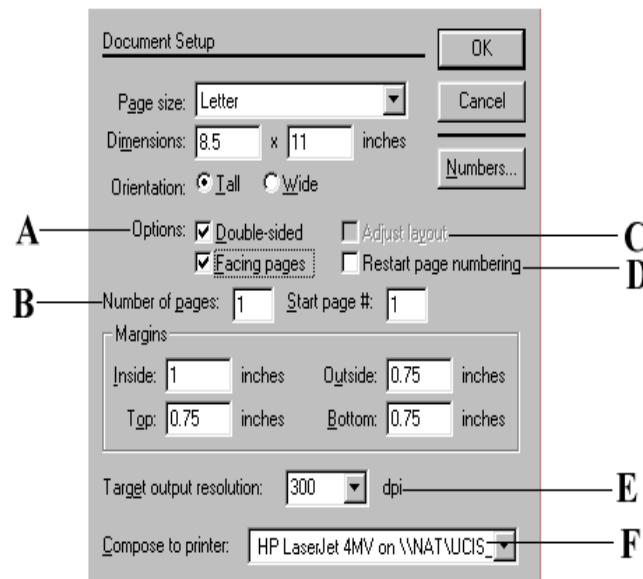 Document Setup
OK
Page size: Letter
Cancel
Dimensions: 8.5 x 11 inches
Numbers...
Orientation: Tall Wide
A Options: Double-sided Adjust layout C
Facing pages Restart page numbering D
B Number of pages: 1 Start page #: 1
Margins
Inside: 1 inches Outside: 0.75 inches
Top: 0.75 inches Bottom: 0.75 inches
Target output resolution: 300 dpi E
Compose to printer: HP LaserJet 4MV on \\NAT\UCIS_ F